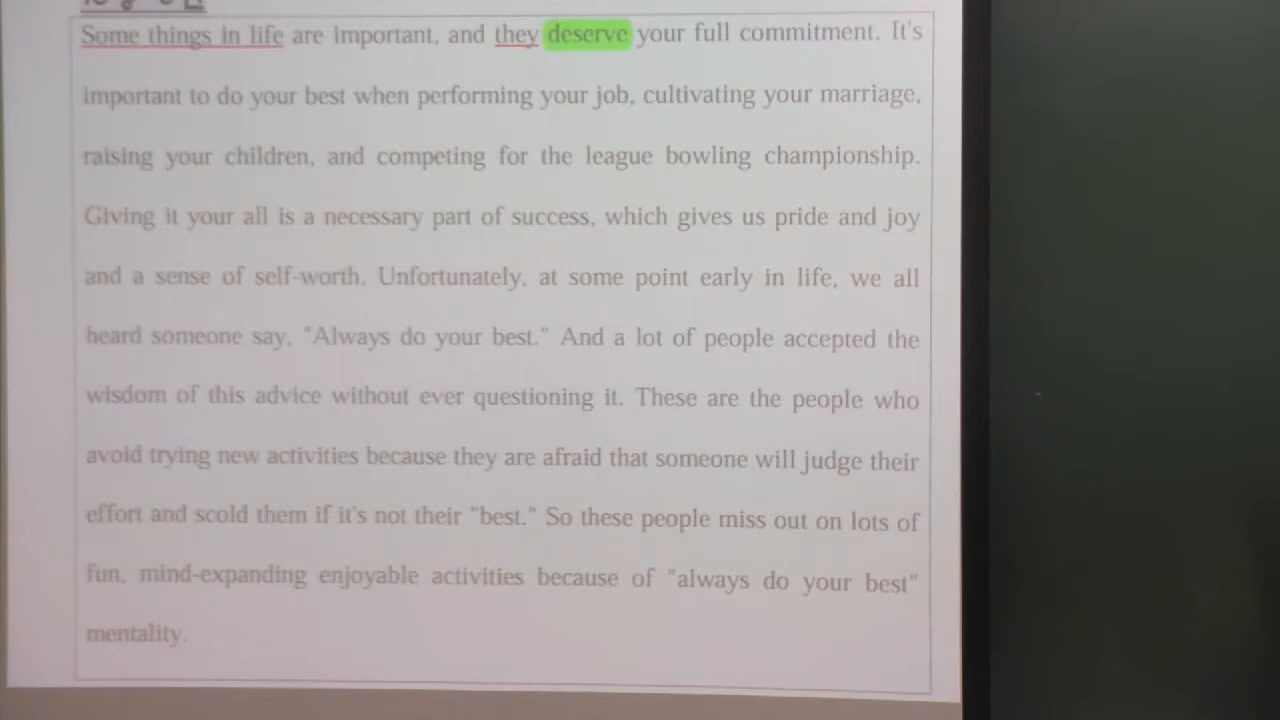 Some things in life are important, and they deserve your full commitment. It's
important to do your best when performing your job, cultivating your marriage,
raising your children, and competing for the league bowling championship.
Giving it your all is a necessary part of success, which gives us pride and joy
and a sense of self-worth. Unfortunately, at some point early in life, we all
heard someone say, "Always do your best." And a lot of people accepted the
wisdom of this advice without ever questioning it. These are the people who
avoid trying new activities because they are afraid that someone will judge their
effort and scold them if it's not their "best." So these people miss out on lots of
fun, mind-expanding enjoyable activities because of "always do your best"
mentality.